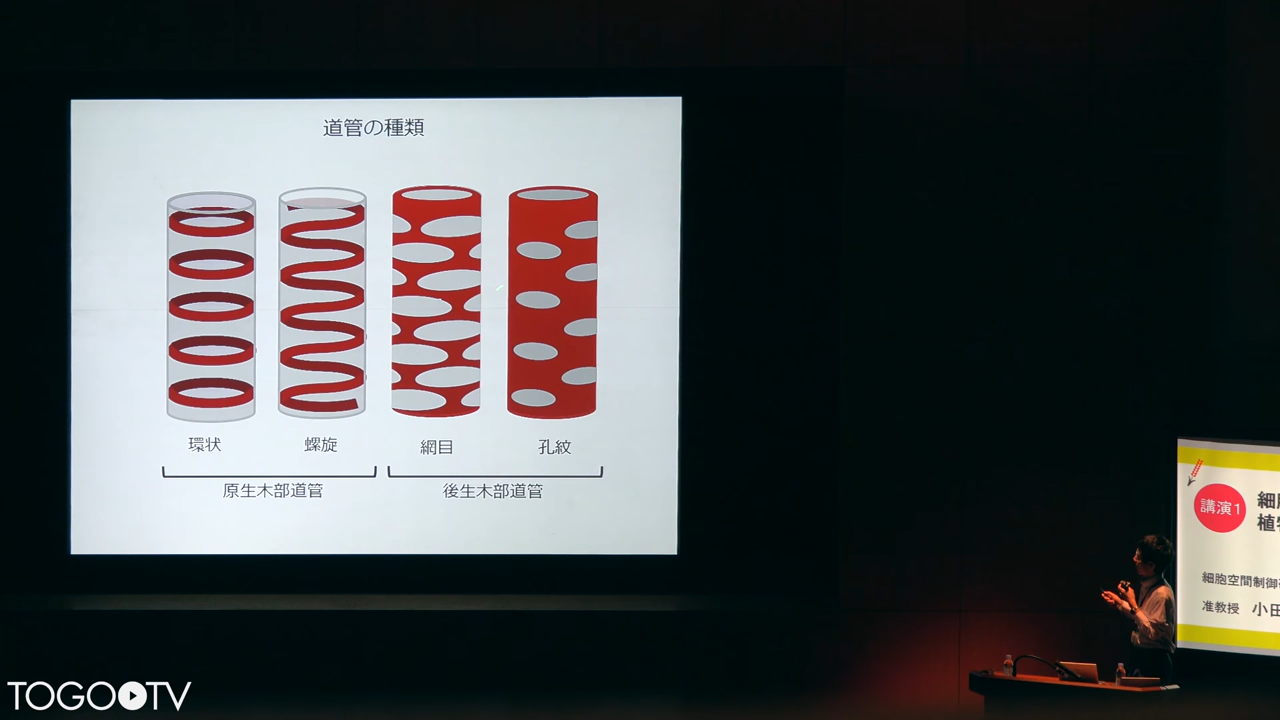 道管の種類
環状
螺旋
網目
孔紋
原生木部道管
後生木部道管
講演1
細
植
細胞空間制御
准教授 小田
TOGOTV